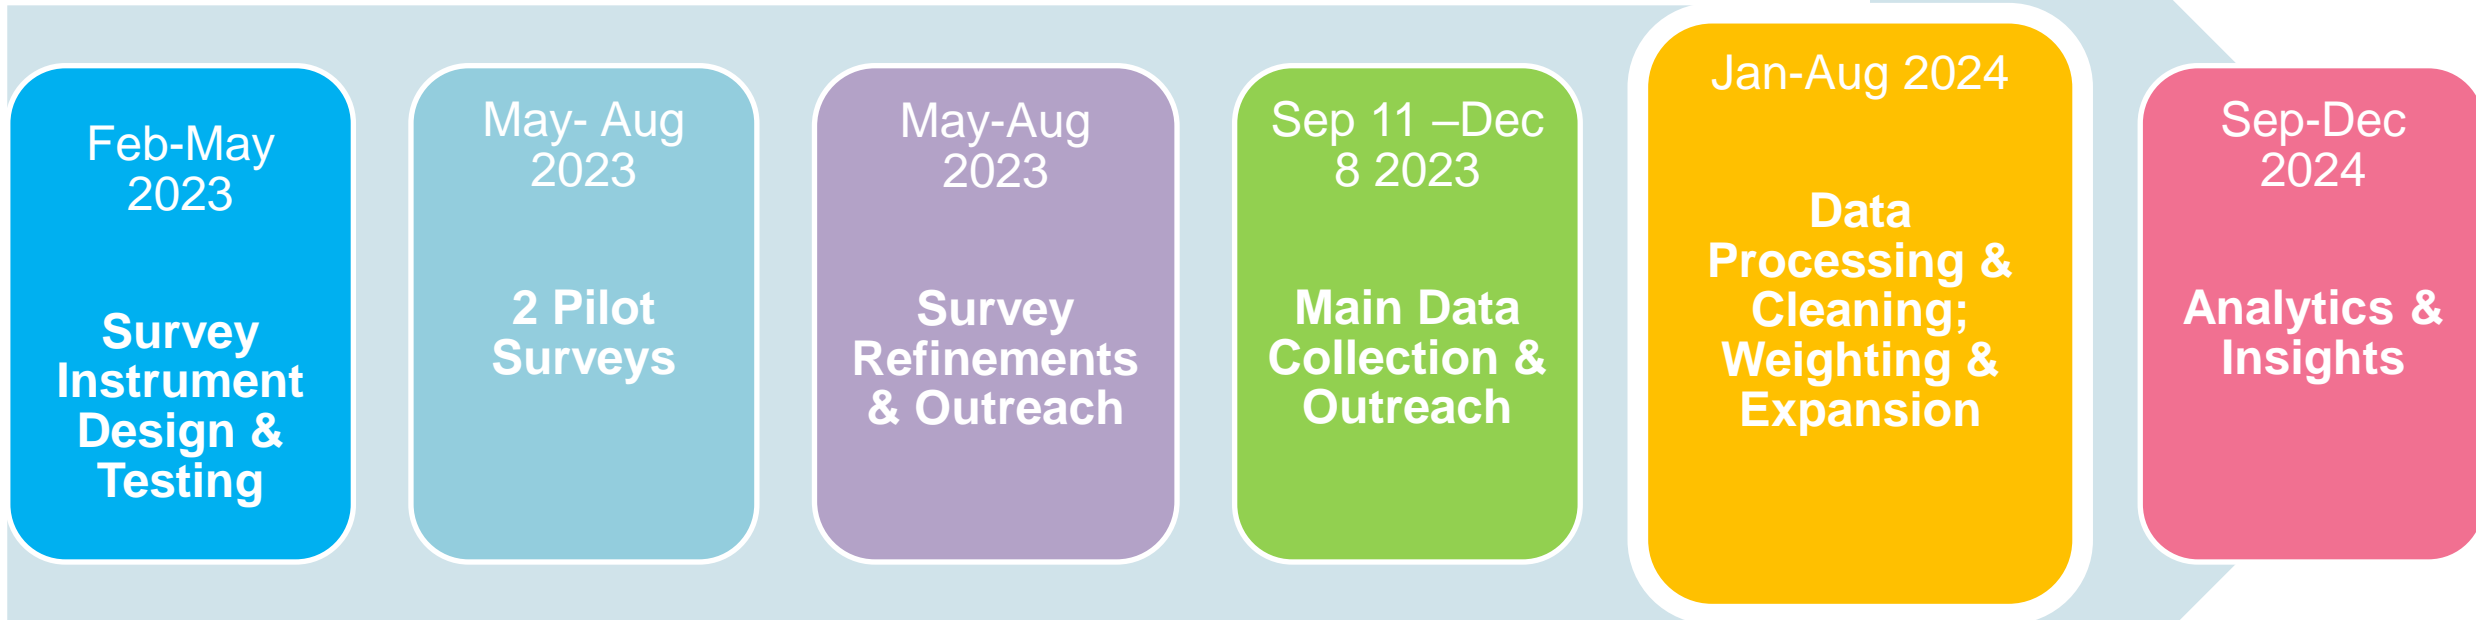 Feb-May
2023
Survey
Instrument
Design &
Testing
May- Aug
2023
2 Pilot
Surveys
May-Aug
2023
Survey
Refinements
& Outreach
Sep 11 –Dec
8 2023
Main Data
Collection &
Outreach
Jan-Aug 2024
Data
Processing &
Cleaning;
Weighting &
Expansion
Sep-Dec
2024
Analytics &
Insights